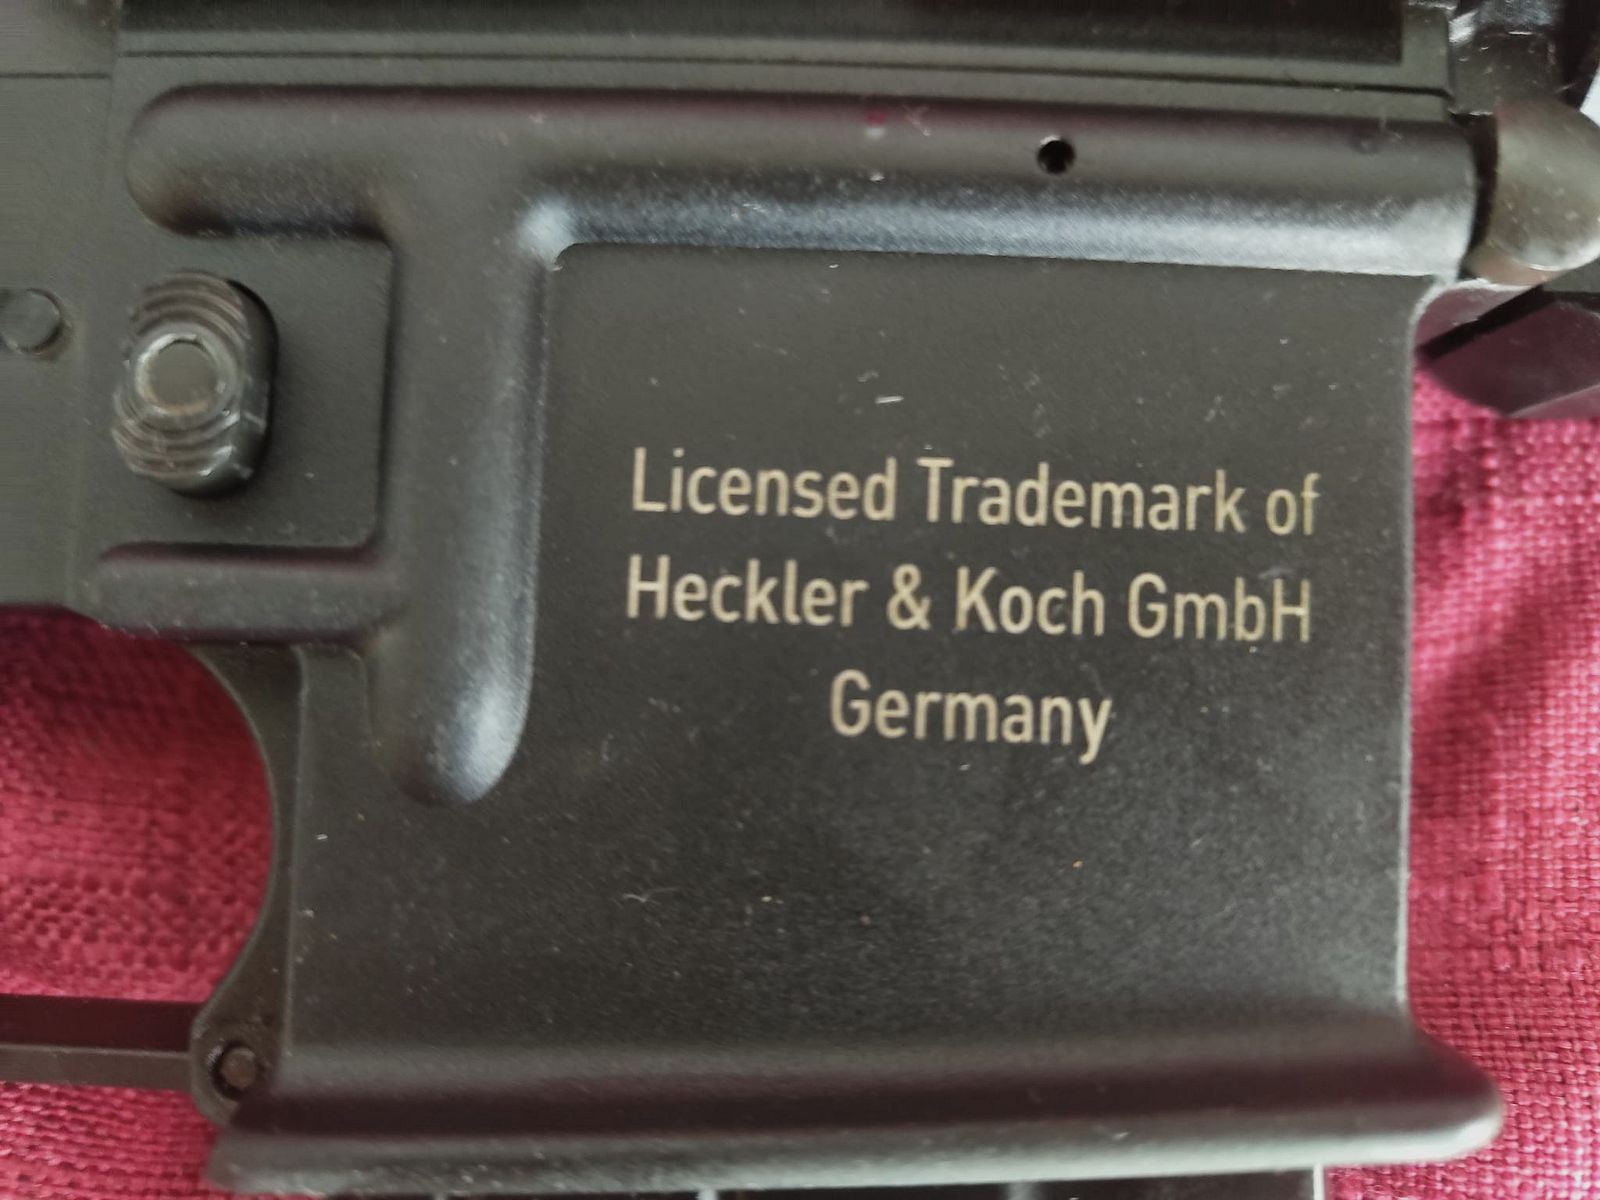 Licensed Trademark of
Heckler & Koch GmbH
Germany